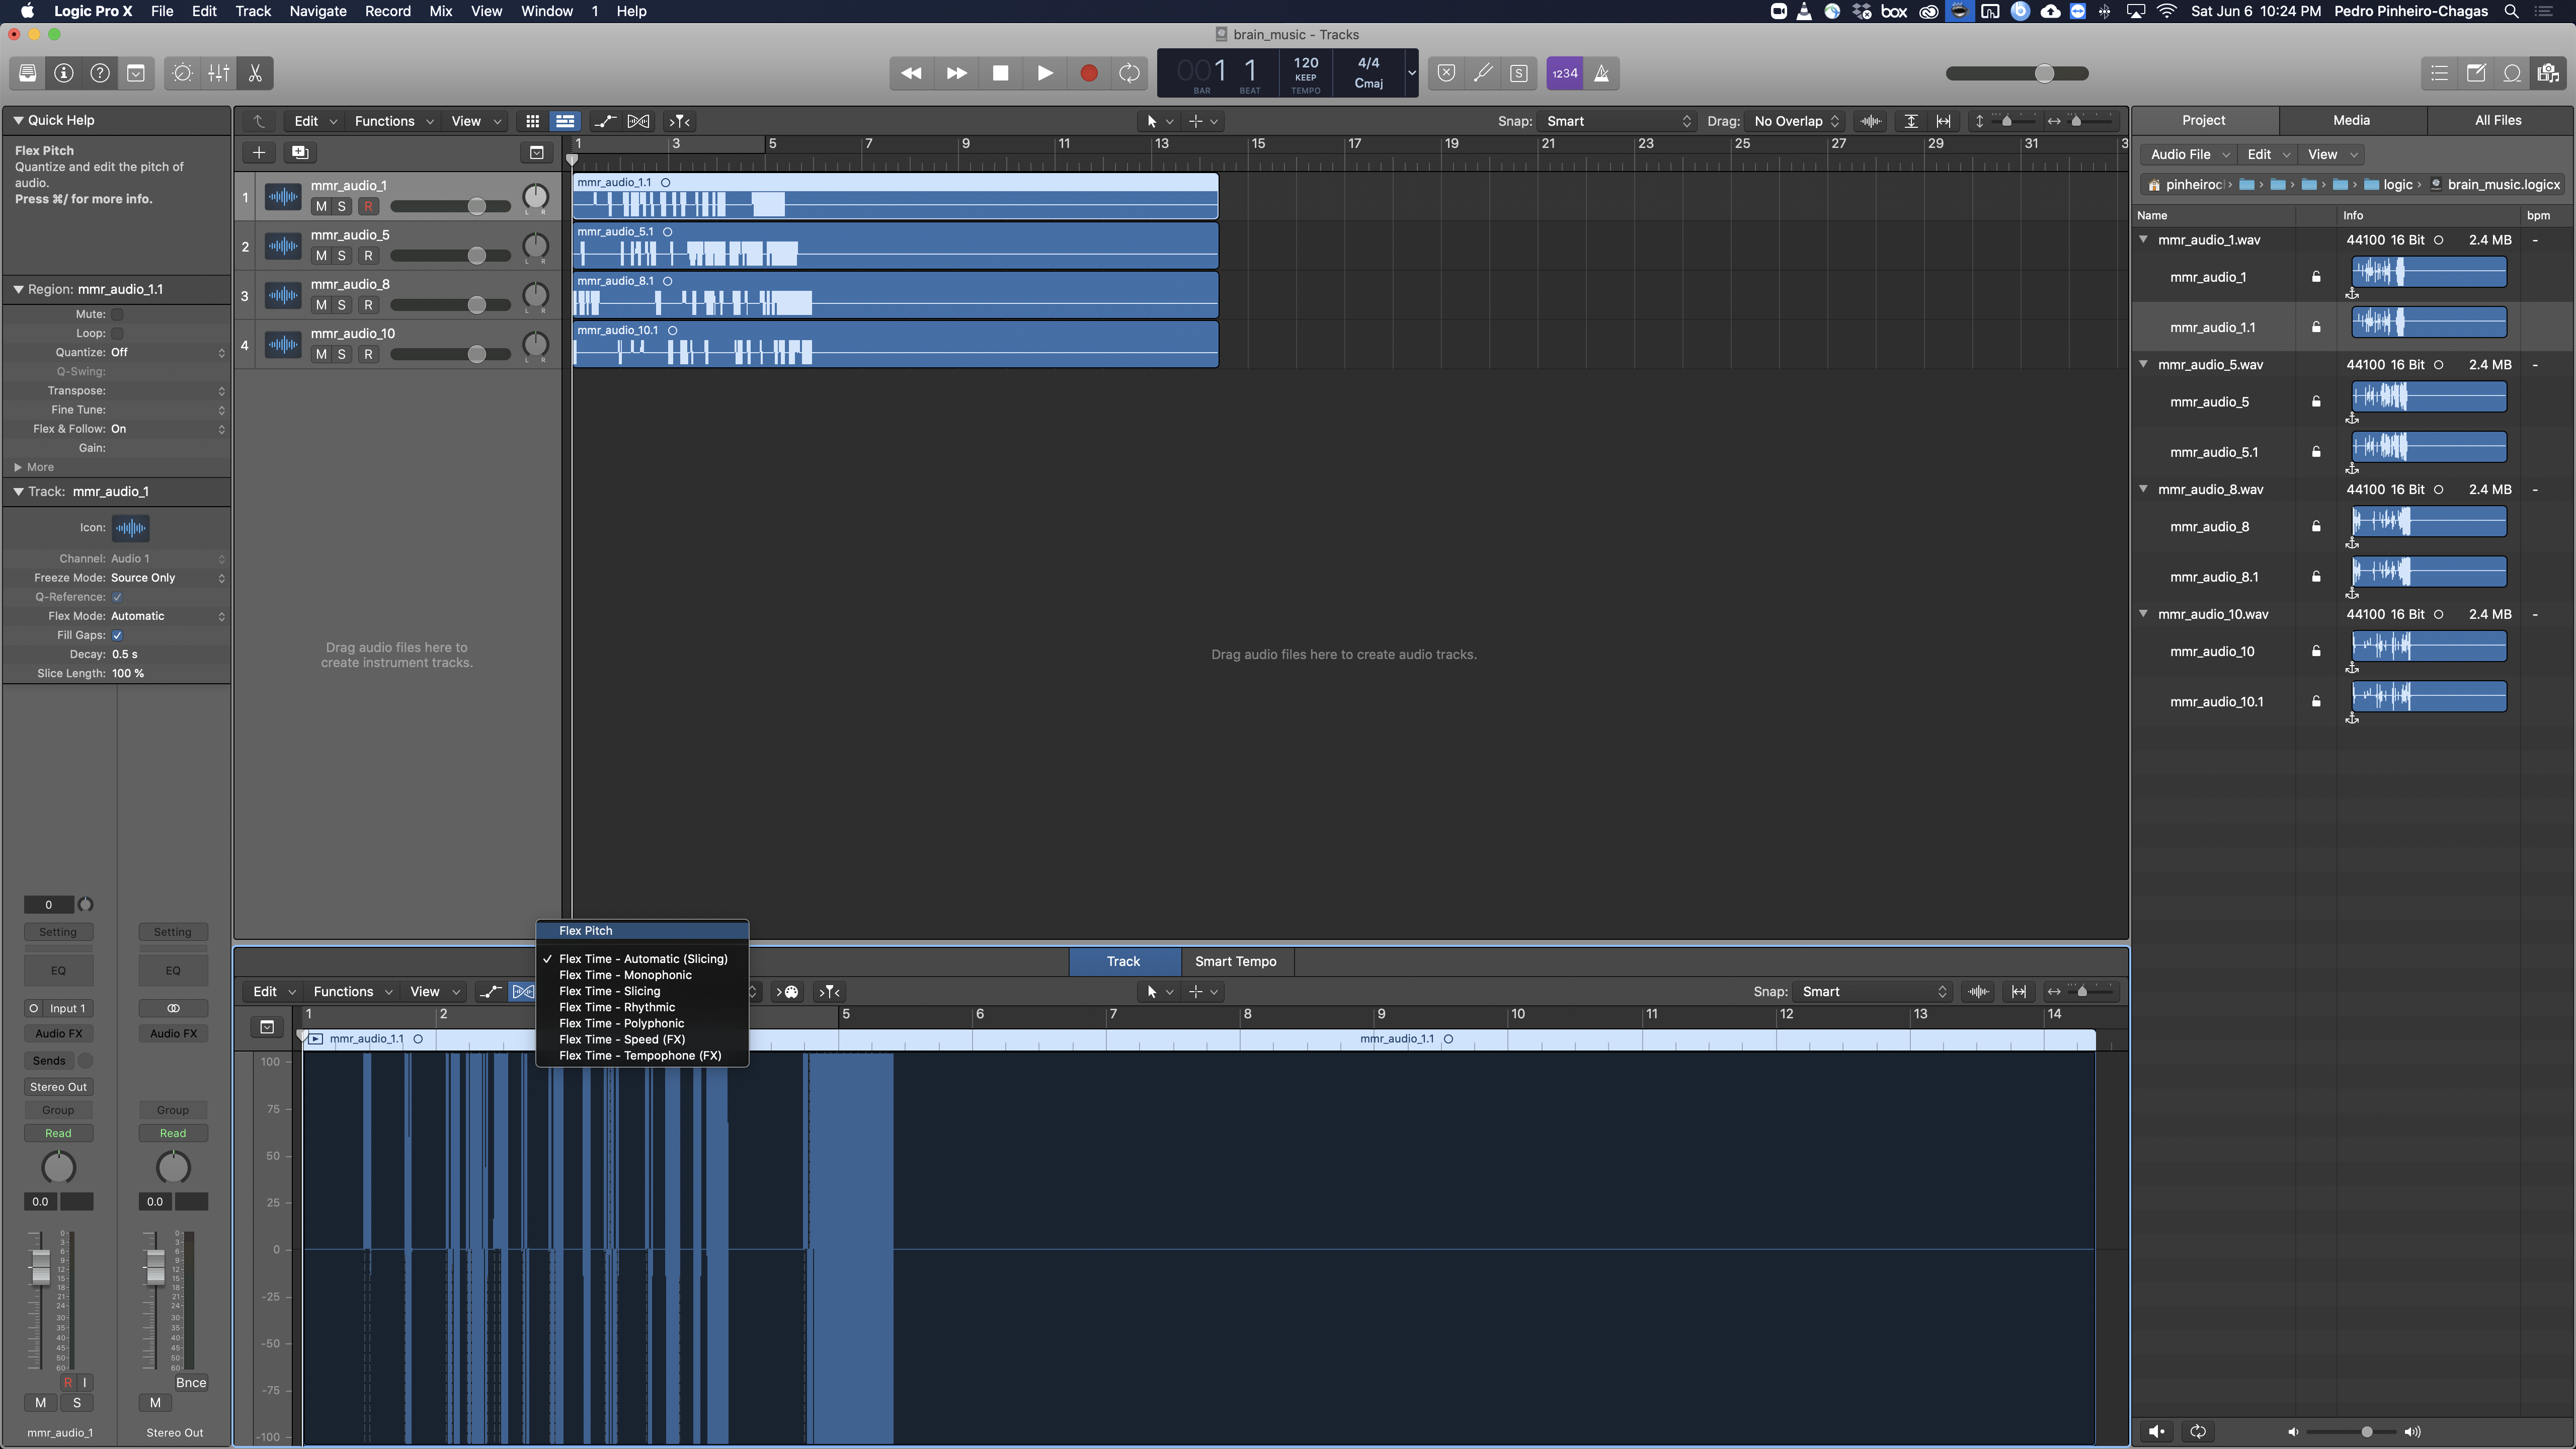 Logic Pro X File Edit Track Navigate Record Mix View Window 1 Help
box Sat Jun 6 10:24 PM Pedro Pinheiro-Chagas
brain_music - Tracks
001 1 120 KEEP 4/4 Cmaj
BAR BEAT TEMPO
S
1234
Quick Help
Flex Pitch
Quantize and edit the pitch of
audio.
Press ⌘/ for more info.
Region: mmr_audio_1.1
Mute:
Loop:
Quantize: Off
Q-Swing:
Transpose:
Fine Tune:
Flex & Follow: On
Gain:
More
Track: mmr_audio_1
Icon:
Channel: Audio 1
Freeze Mode: Source Only
Q-Reference:
Flex Mode: Automatic
Fill Gaps:
Decay: 0.5 s
Slice Length: 100 %
0
Setting Setting
EQ EQ
Input 1
Audio FX Audio FX
Sends
Stereo Out
Group Group
Read Read
0.0 0.0
R I Bnce
M S M
mmr_audio_1 Stereo Out
Edit Functions View Snap: Smart Drag: No Overlap
1 3 5 7 9 11 13 15 17 19 21 23 25 27 29 31 3
1 mmr_audio_1
M S R L R
2 mmr_audio_5
M S R L R
3 mmr_audio_8
M S R L R
4 mmr_audio_10
M S R L R
mmr_audio_1.1
mmr_audio_5.1
mmr_audio_8.1
mmr_audio_10.1
Drag audio files here to
create instrument tracks.
Drag audio files here to create audio tracks.
Flex Pitch
✓ Flex Time - Automatic (Slicing)
Flex Time - Monophonic
Flex Time - Slicing
Flex Time - Rhythmic
Flex Time - Polyphonic
Flex Time - Speed (FX)
Flex Time - Tempophone (FX)
Track Smart Tempo
Edit Functions View Snap: Smart
1 2 5 6 7 8 9 10 11 12 13 14
mmr_audio_1.1 mmr_audio_1.1
100
75
50
25
0
-25
-50
-75
-100
Project Media All Files
Audio File Edit View
pinheiroc logic brain_music.logicx
Name Info bpm
mmr_audio_1.wav 44100 16 Bit 2.4 MB -
mmr_audio_1
mmr_audio_1.1
mmr_audio_5.wav 44100 16 Bit 2.4 MB -
mmr_audio_5
mmr_audio_5.1
mmr_audio_8.wav 44100 16 Bit 2.4 MB -
mmr_audio_8
mmr_audio_8.1
mmr_audio_10.wav 44100 16 Bit 2.4 MB -
mmr_audio_10
mmr_audio_10.1